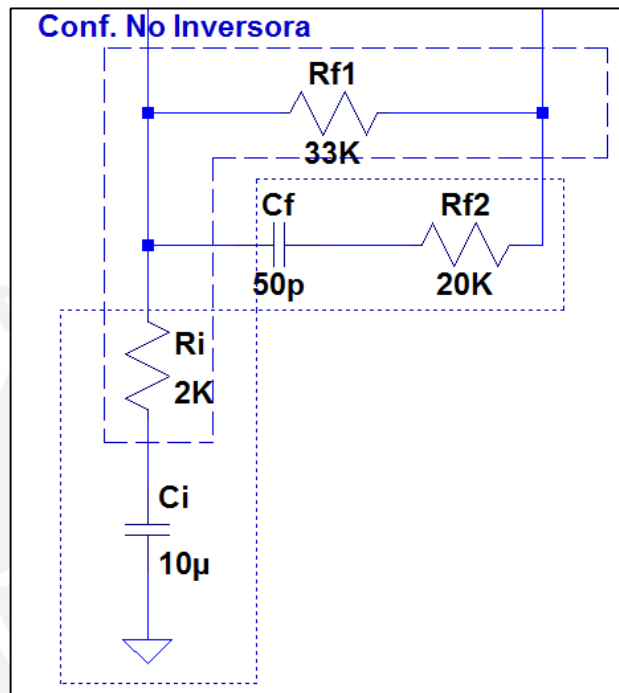 Conf. No Inversora
Rf1
33K
Cf
Rf2
50p
20K
Ri
2K
Ci
10µ